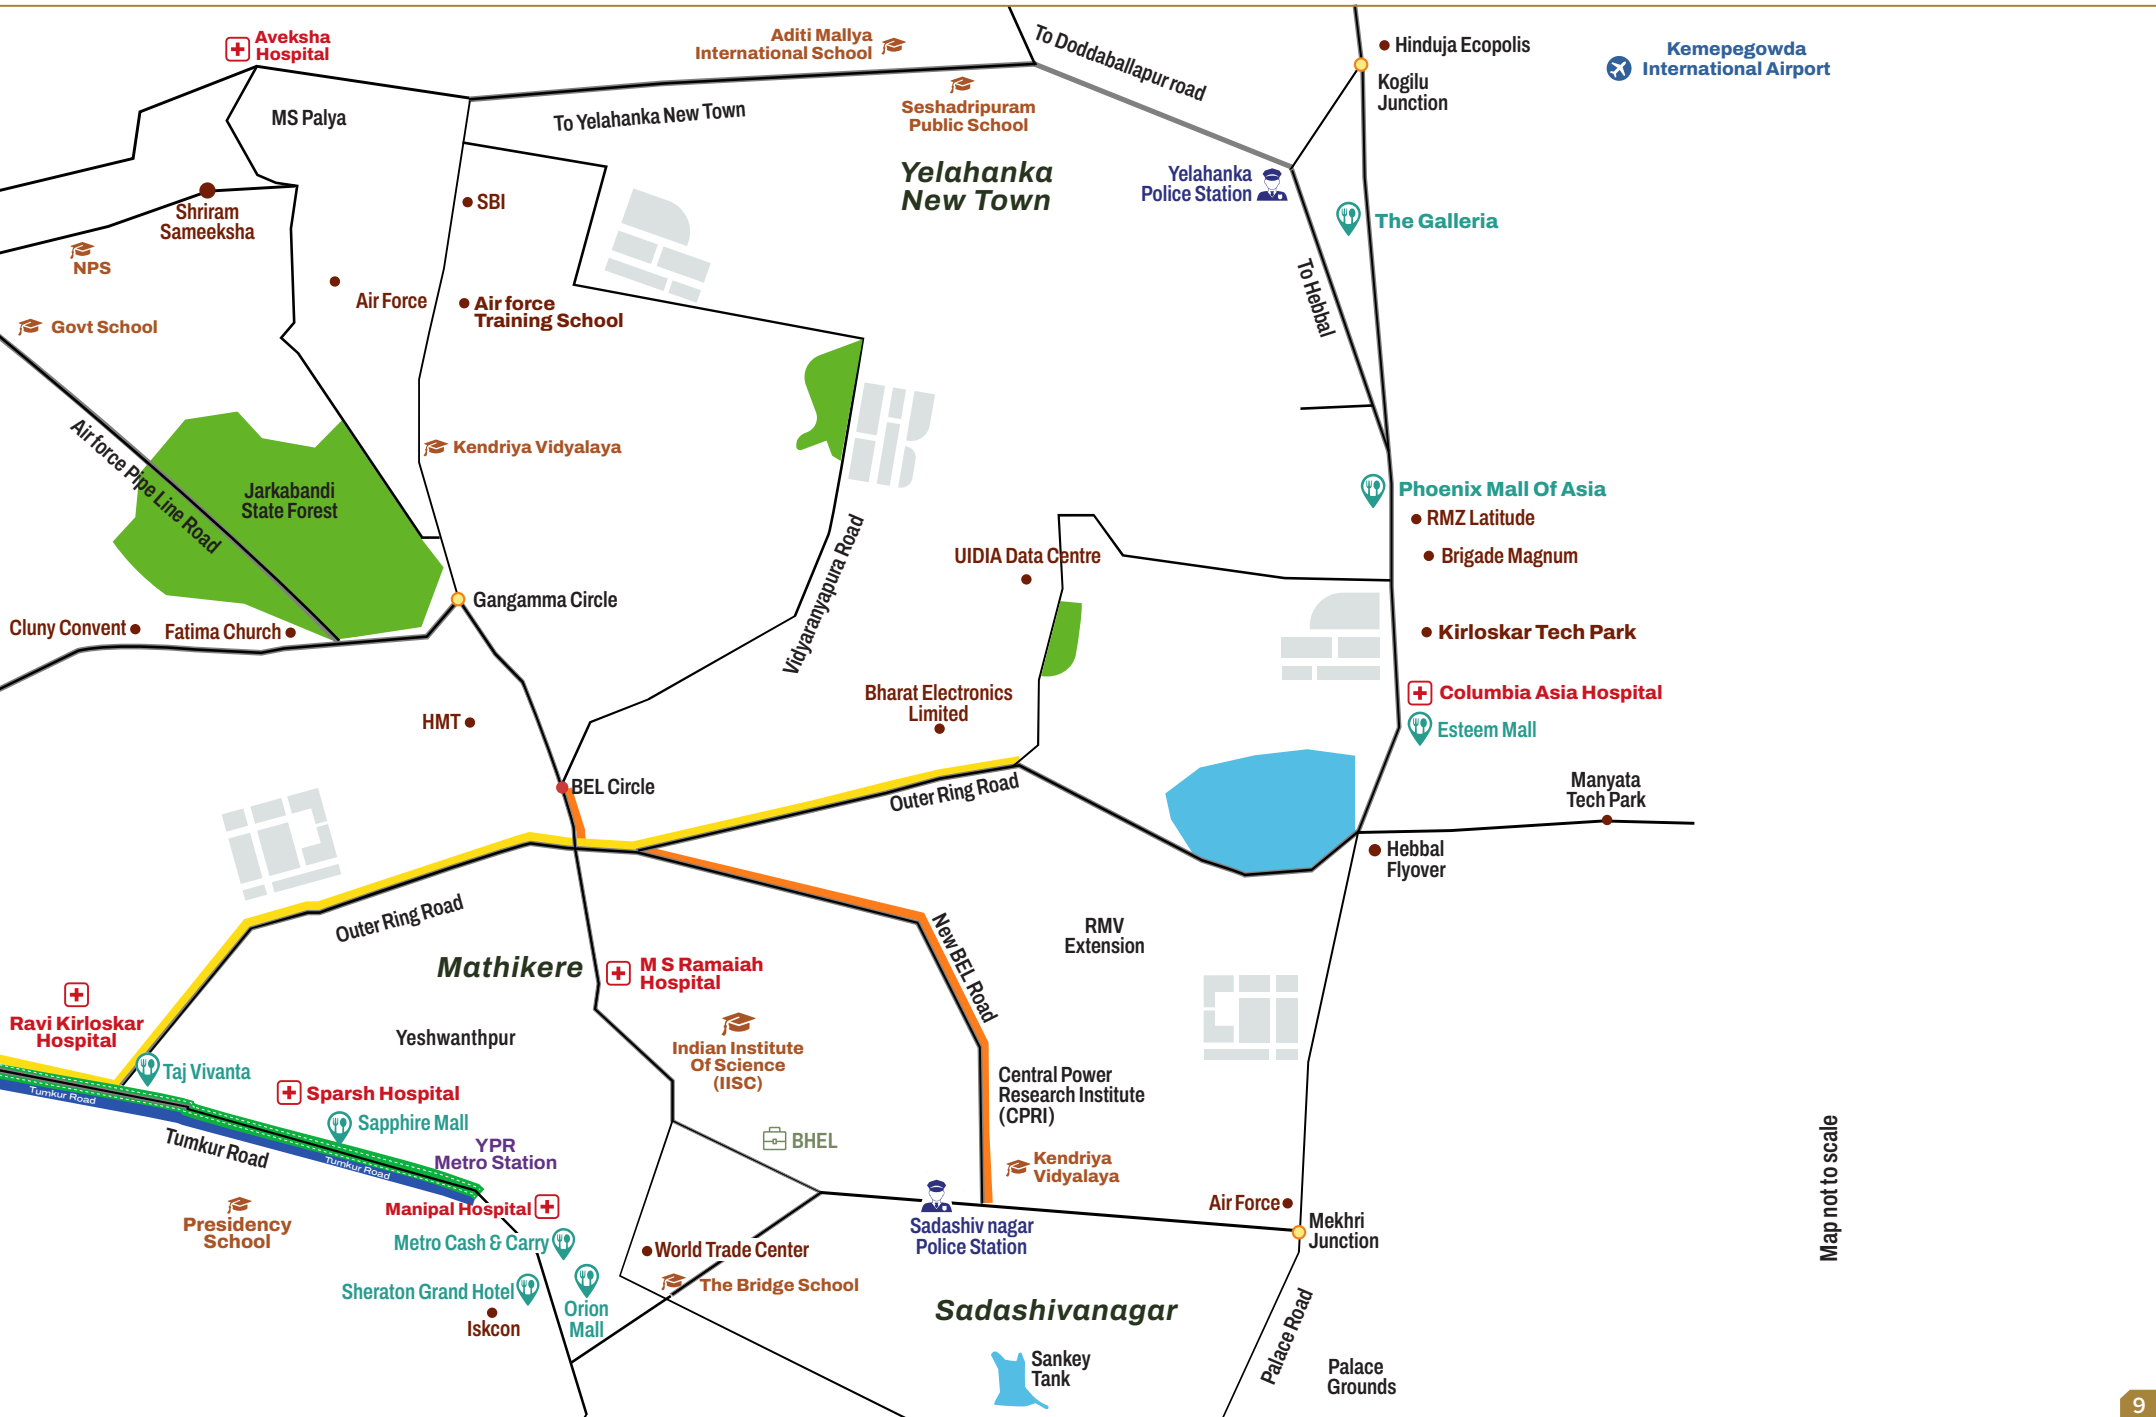 Aveksha
Hospital
MS Palya
Aditi Mallya
International School
To Yelahanka New Town
Seshadripuram
Public School
To Doddaballapur road
Hinduja Ecopolis
Kogilu
Junction
Kemepegowda
International Airport
Yelahanka
New Town
Yelahanka
Police Station
The Galleria
To Hebbal
Shriram
Sameeksha
SBI
NPS
Air Force
Air force
Training School
Govt School
Kendriya Vidyalaya
Air force Pipe Line Road
Jarkabandi
State Forest
Phoenix Mall Of Asia
RMZ Latitude
Brigade Magnum
UIDIA Data Centre
Vidyaranyapura Road
Gangamma Circle
Cluny Convent
Fatima Church
Kirloskar Tech Park
Columbia Asia Hospital
Esteem Mall
Bharat Electronics
Limited
HMT
BEL Circle
Outer Ring Road
Manyata
Tech Park
Hebbal
Flyover
Outer Ring Road
Mathikere
M S Ramaiah
Hospital
New BEL Road
RMV
Extension
Ravi Kirloskar
Hospital
Yeshwanthpur
Indian Institute
Of Science
(IISC)
Taj Vivanta
Tumkur Road
Sparsh Hospital
Sapphire Mall
Central Power
Research Institute
(CPRI)
Tumkur Road
Tumkur Road
YPR
Metro Station
BHEL
Kendriya
Vidyalaya
Manipal Hospital
Presidency
School
Metro Cash & Carry
Sadashiv nagar
Police Station
Air Force
Mekhri
Junction
World Trade Center
The Bridge School
Sheraton Grand Hotel
Orion
Mall
Iskcon
Sadashivanagar
Sankey
Tank
Palace Road
Palace
Grounds
Map not to scale
9